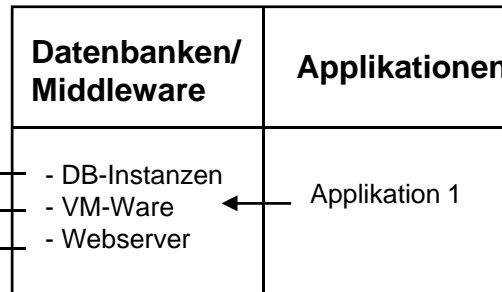 Datenbanken/
Middleware
Applikationen
- DB-Instanzen
- VM-Ware
- Webserver
Applikation 1